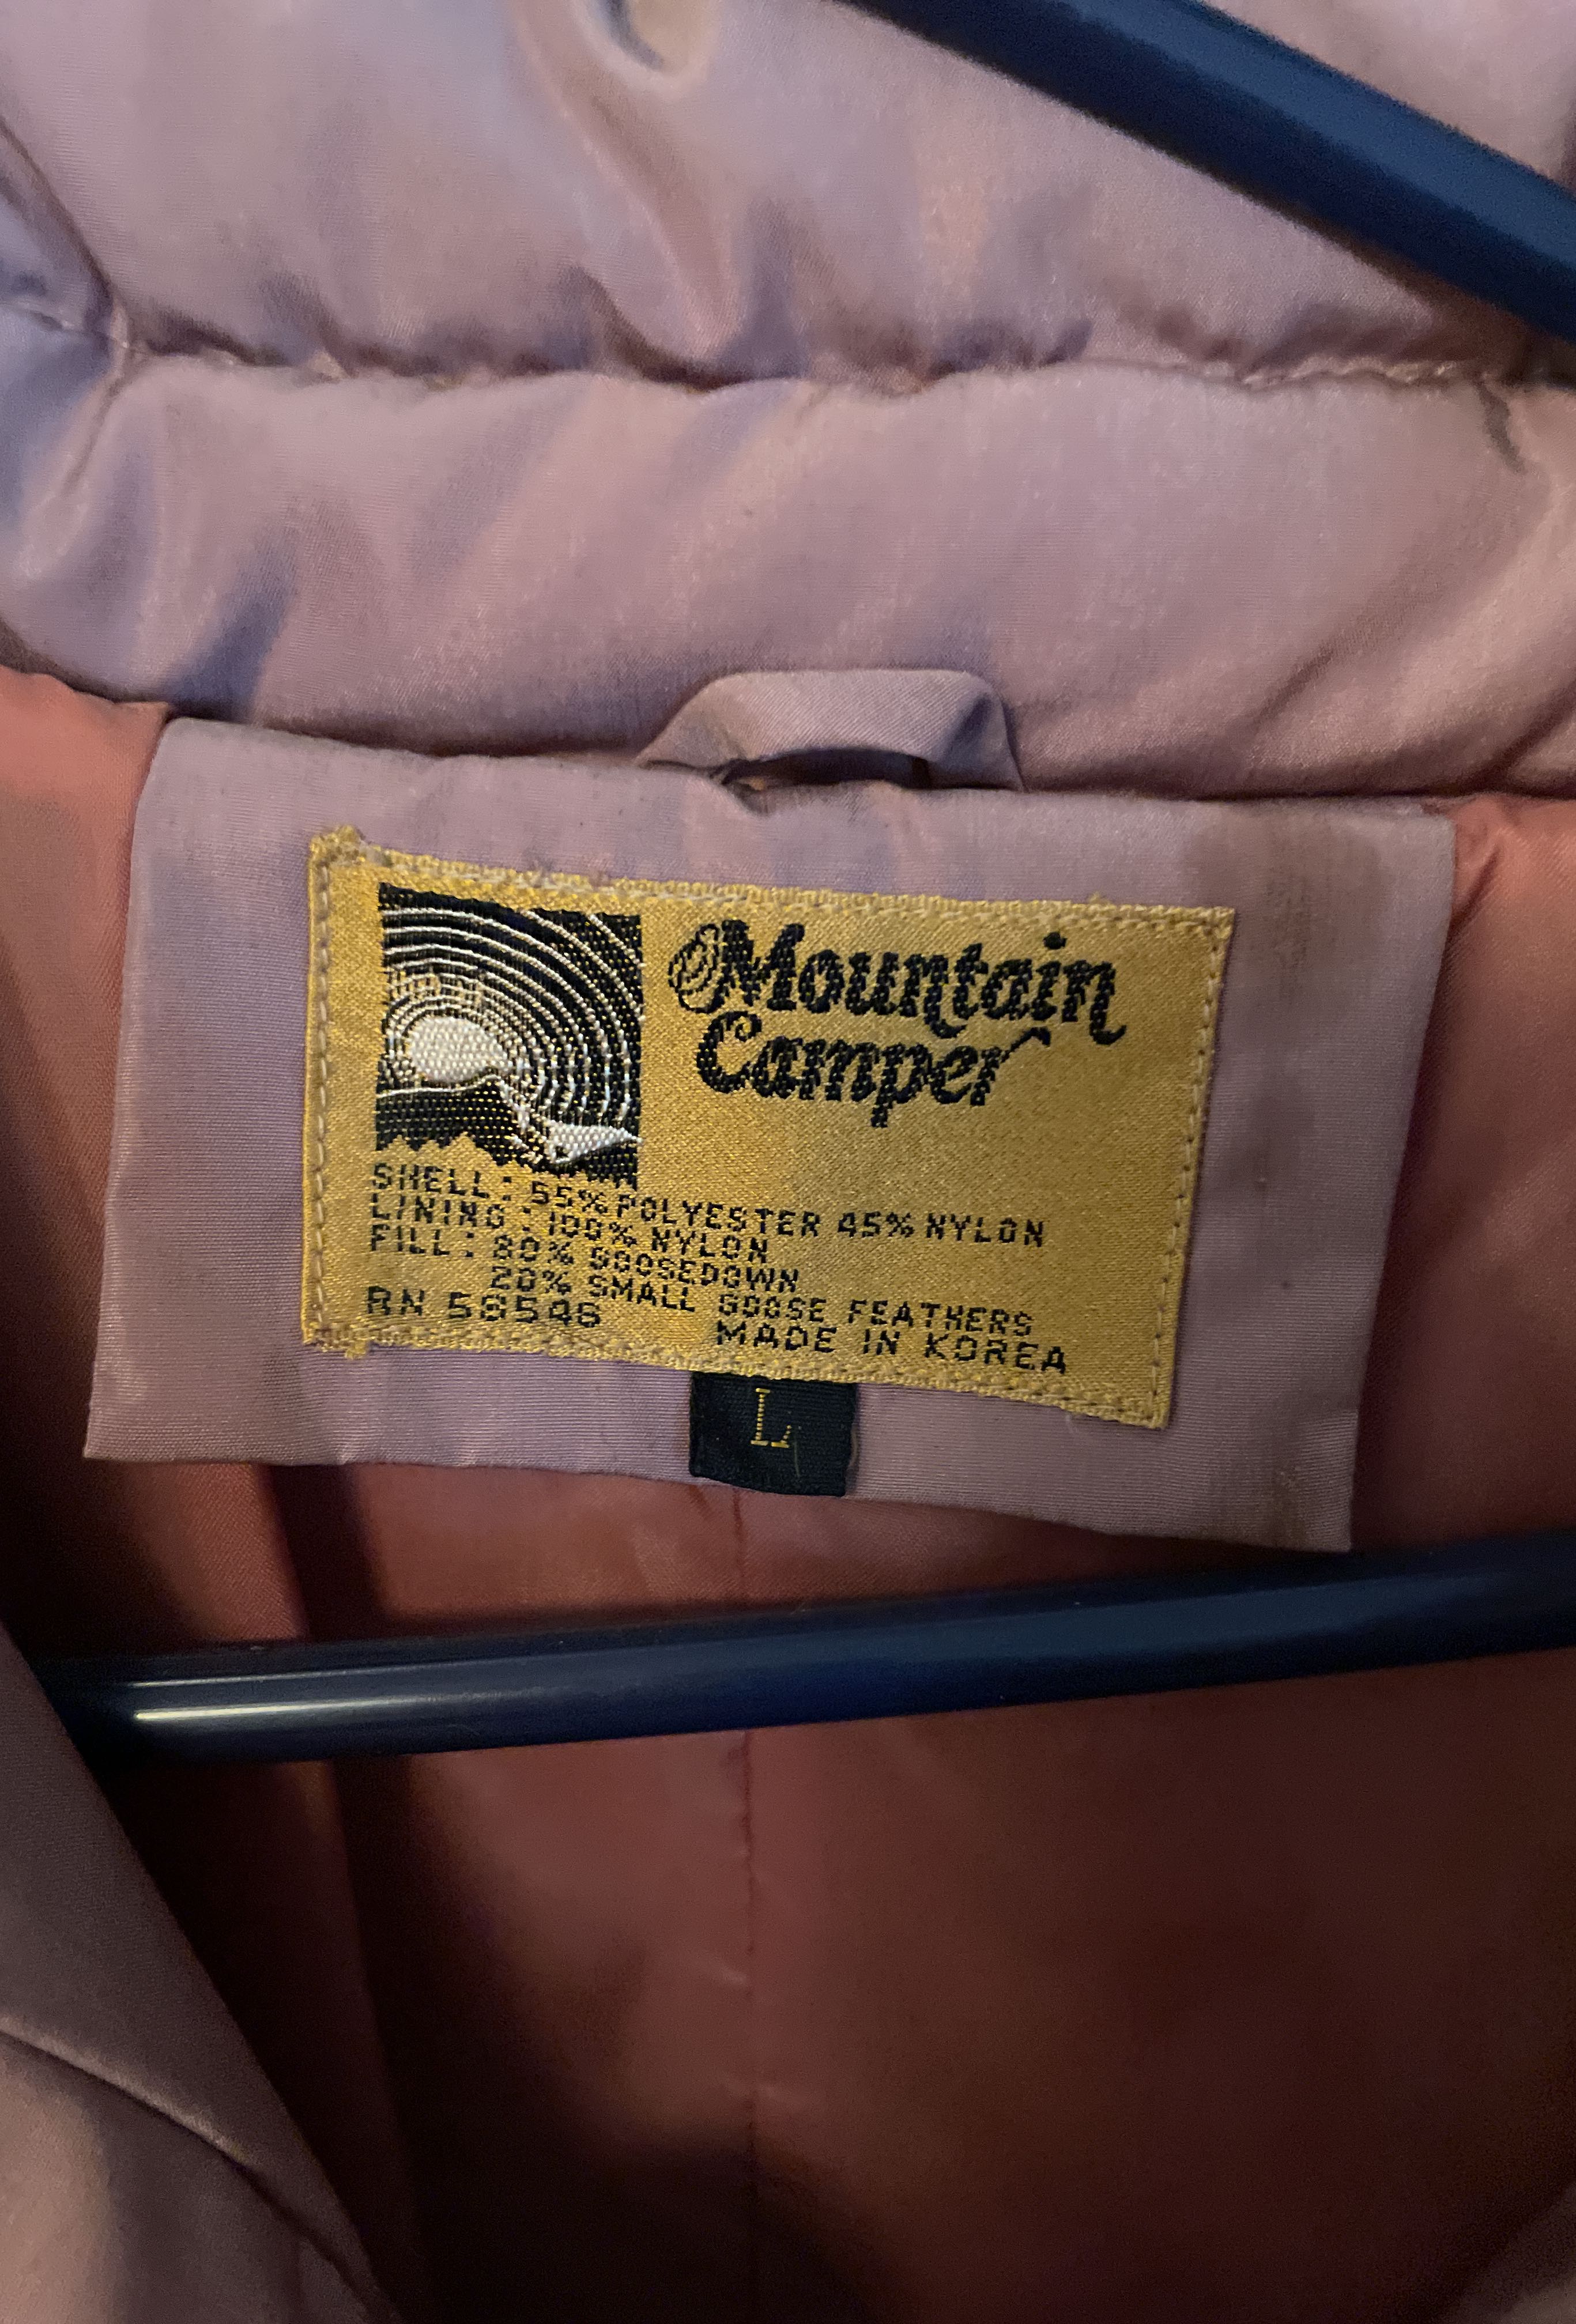 Mountain
Camper
SHELL: 55% POLYESTER 45% NYLON
LINING: 100% NYLON
FILL: 80% GOOSEDOWN
20% SMALL GOOSE FEATHERS
RN 58546
MADE IN KOREA
L